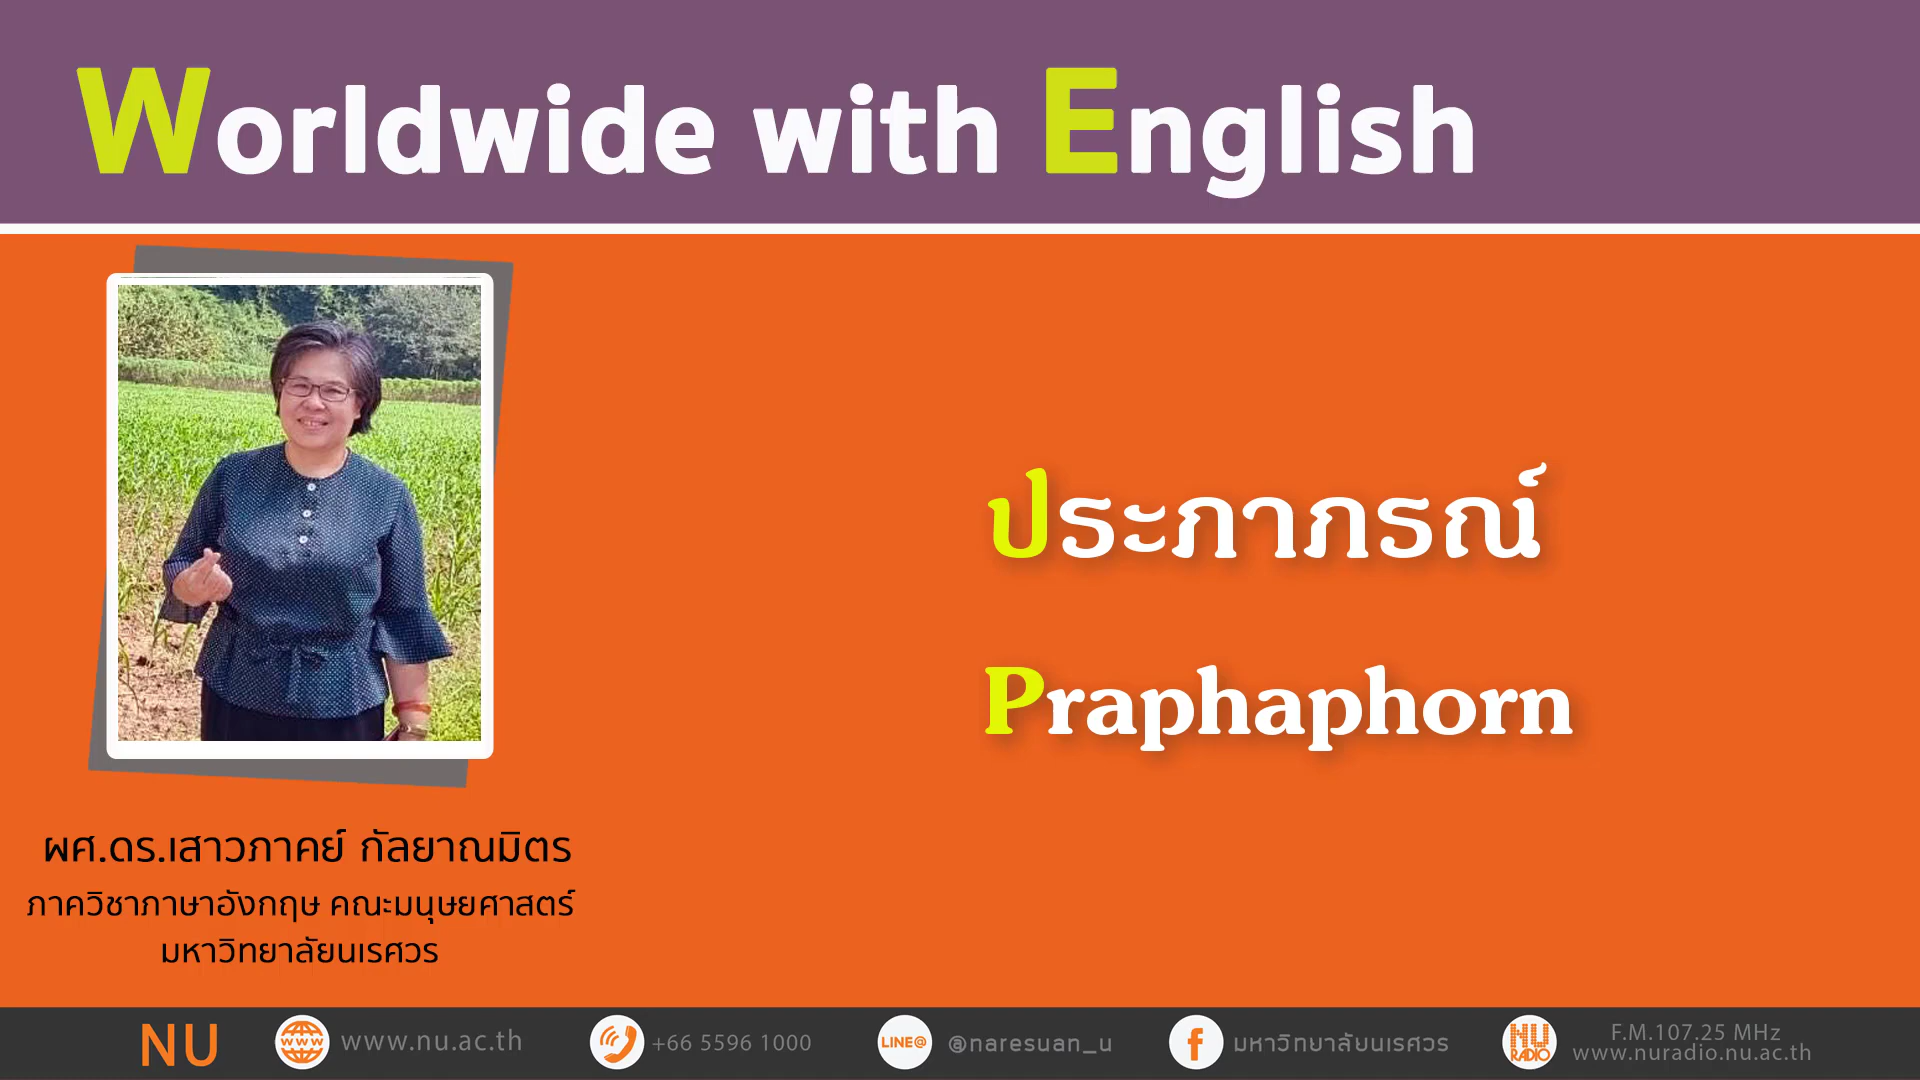 Worldwide with English
ประภาภรณ์
Praphaphorn
ผศ.ดร.เสาวภาคย์ กัลยาณมิตร
ภาควิชาภาษาอังกฤษ คณะมนุษยศาสตร์
มหาวิทยาลัยนเรศวร
NU
www
www.nu.ac.th
+66 5596 1000
LINE@
@naresuan_u
f
มหาวิทยาลัยนเรศวร
NU
RADIO
F.M.107.25 MHz
www.nuradio.nu.ac.th